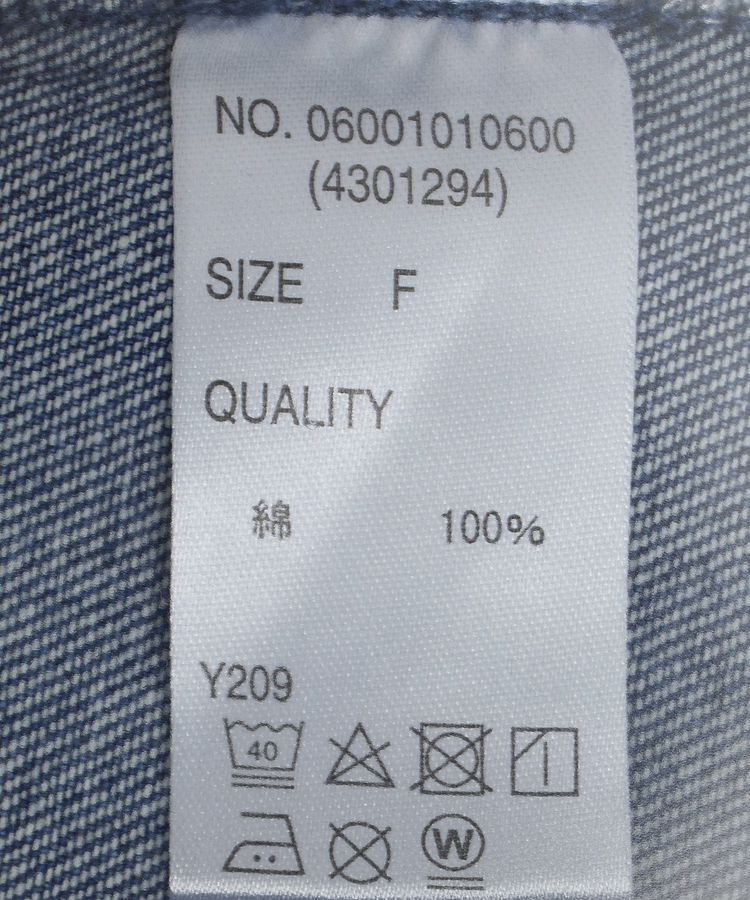 NO. 06001010600
(4301294)
SIZE F
QUALITY
綿 100%
Y209
40
W